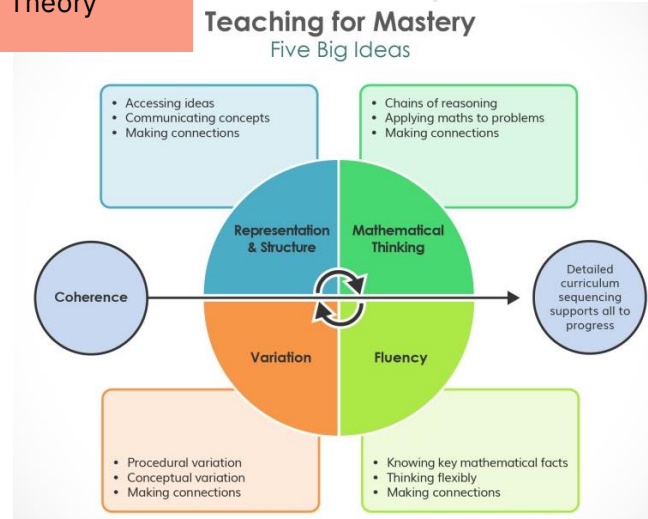 Theory
Teaching for Mastery
Five Big Ideas
• Accessing ideas
• Communicating concepts
• Making connections
• Chains of reasoning
• Applying maths to problems
• Making connections
Representation
& Structure
Mathematical
Thinking
Coherence
Detailed
curriculum
sequencing
supports all to
progress
Variation
Fluency
• Procedural variation
• Conceptual variation
• Making connections
• Knowing key mathematical facts
• Thinking flexibly
• Making connections